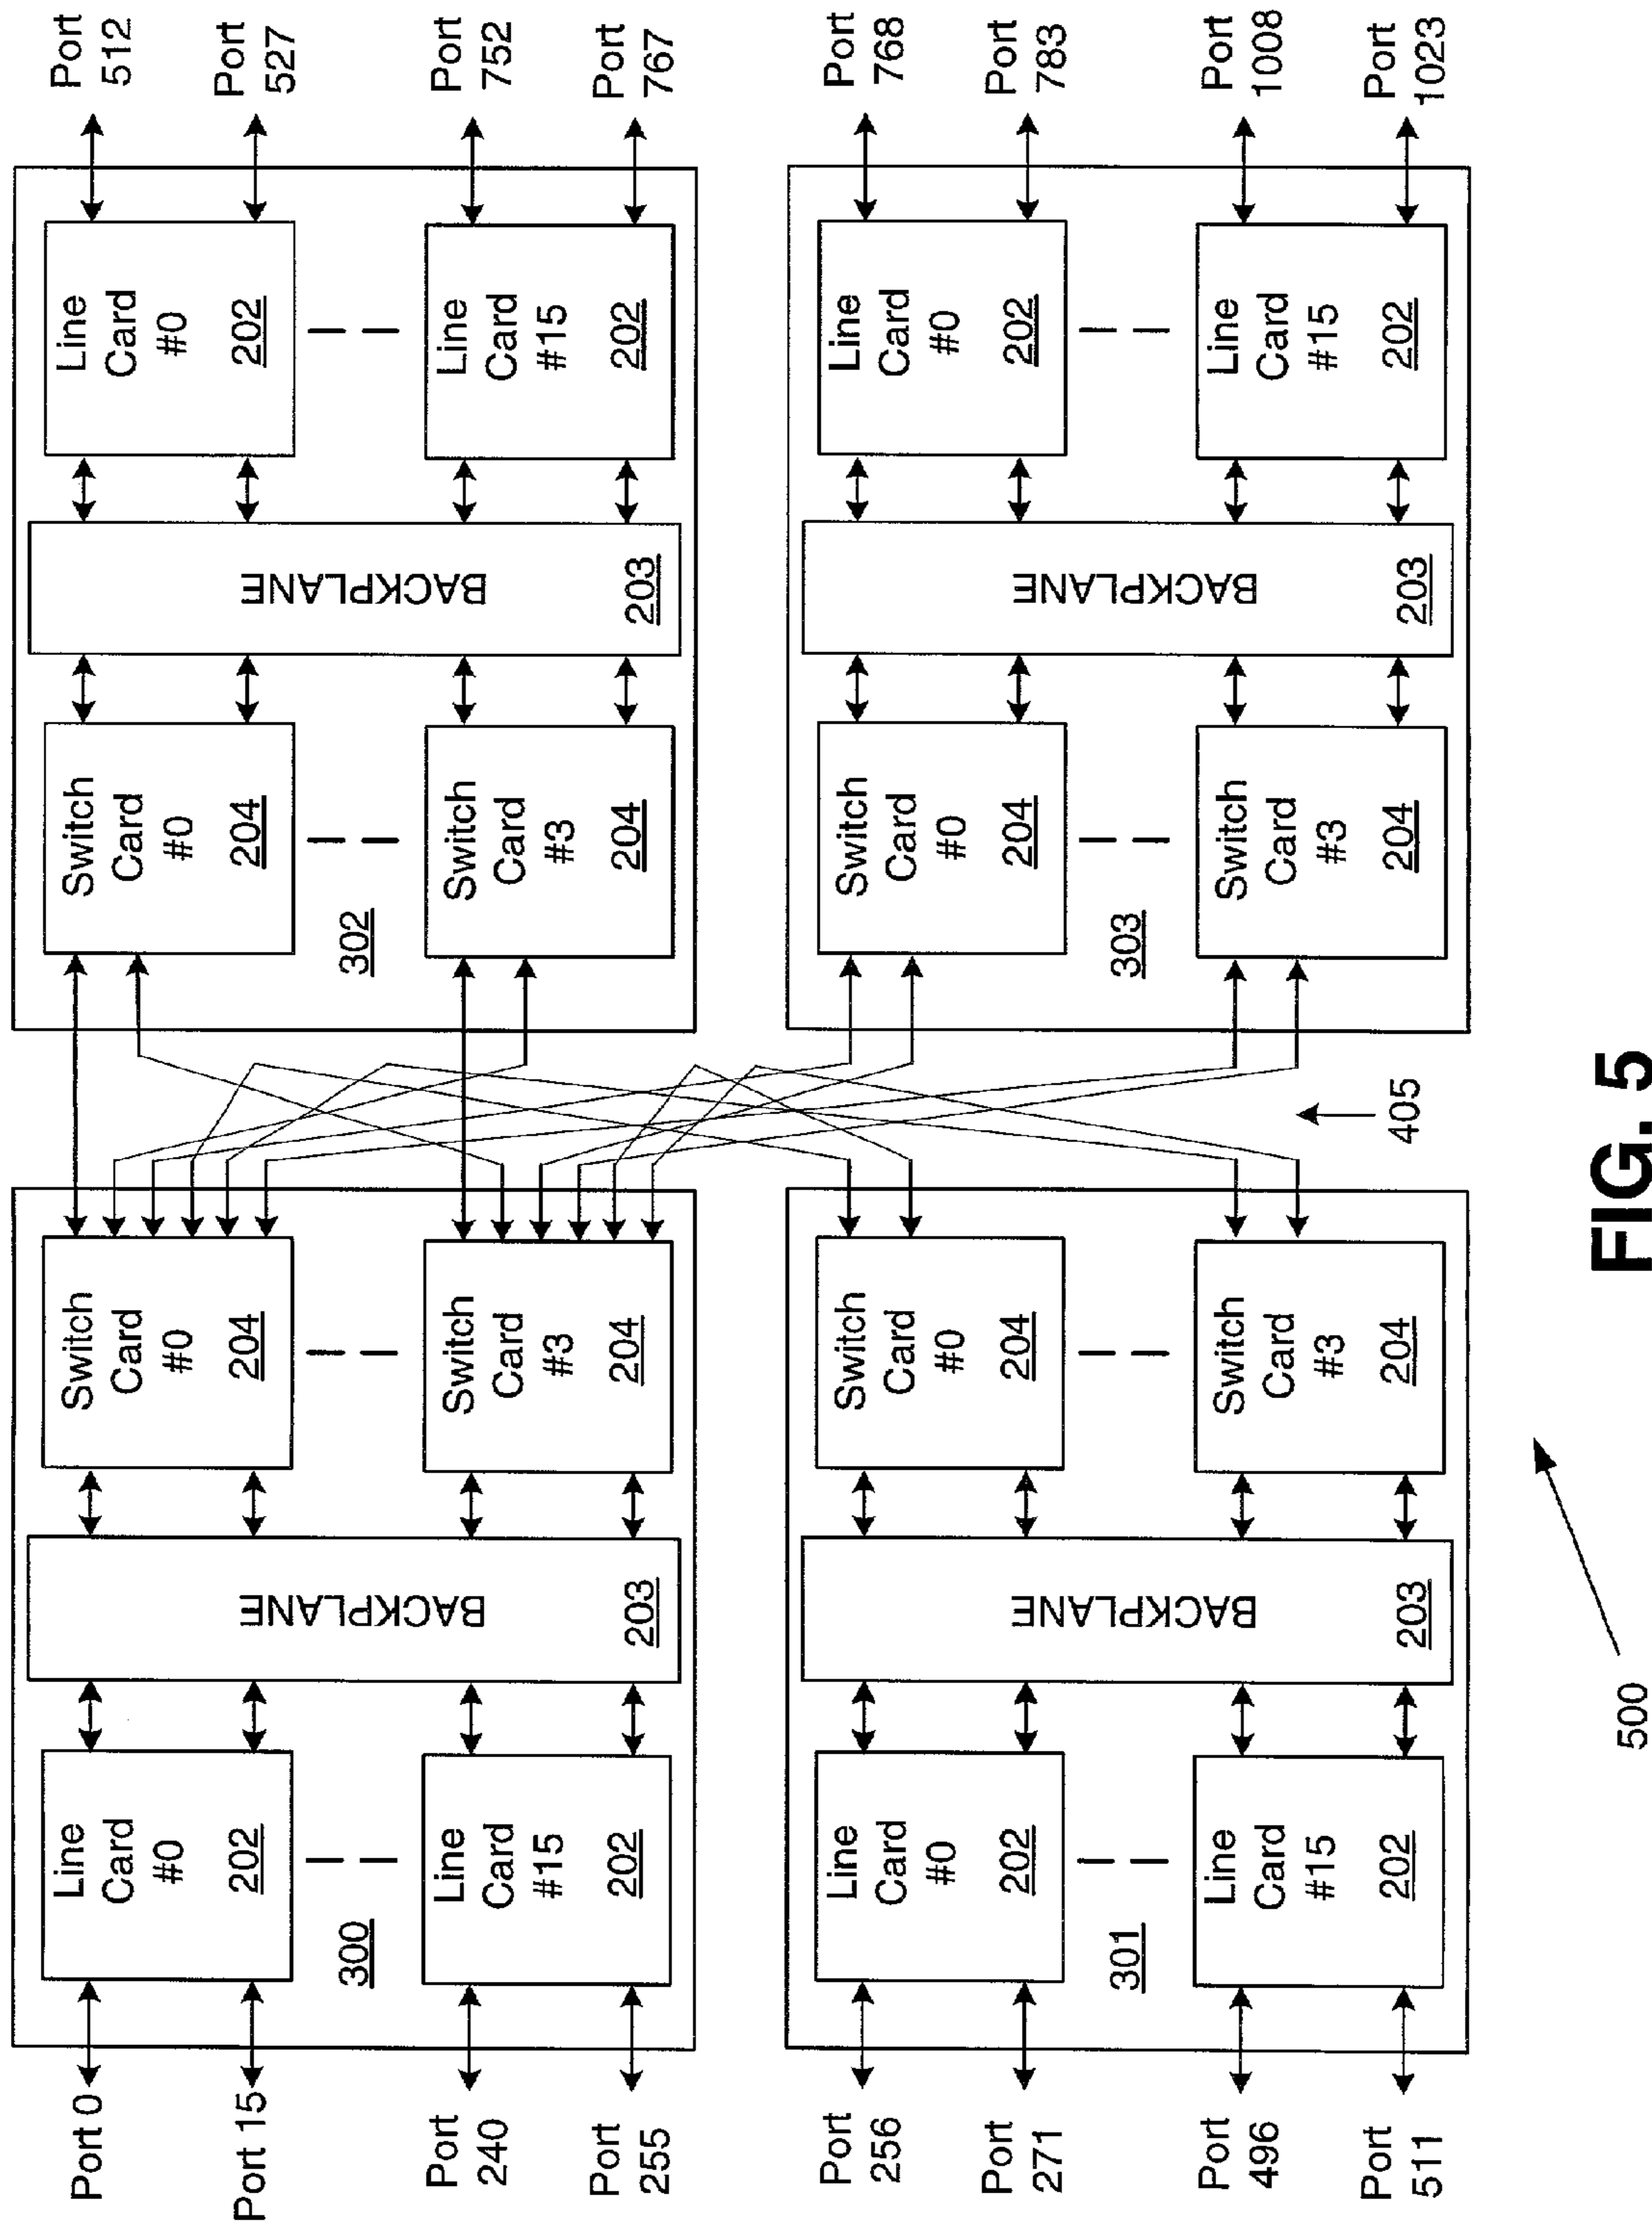 Port 0
Port 15
Port
240
Port
255
Line
Card
#0
202
300
Line
Card
#15
202
BACKPLANE
203
Switch
Card
#0
204
Switch
Card
#3
204
Switch
Card
#0
204
302
Switch
Card
#3
204
BACKPLANE
203
Line
Card
#0
202
Line
Card
#15
202
Port
512
Port
527
Port
752
Port
767
Port
256
Port
271
Port
496
Port
511
Line
Card
#0
202
301
Line
Card
#15
202
BACKPLANE
203
Switch
Card
#0
204
Switch
Card
#3
204
405
Switch
Card
#0
204
303
Switch
Card
#3
204
BACKPLANE
203
Line
Card
#0
202
Line
Card
#15
202
Port
768
Port
783
Port
1008
Port
1023
500
FIG. 5